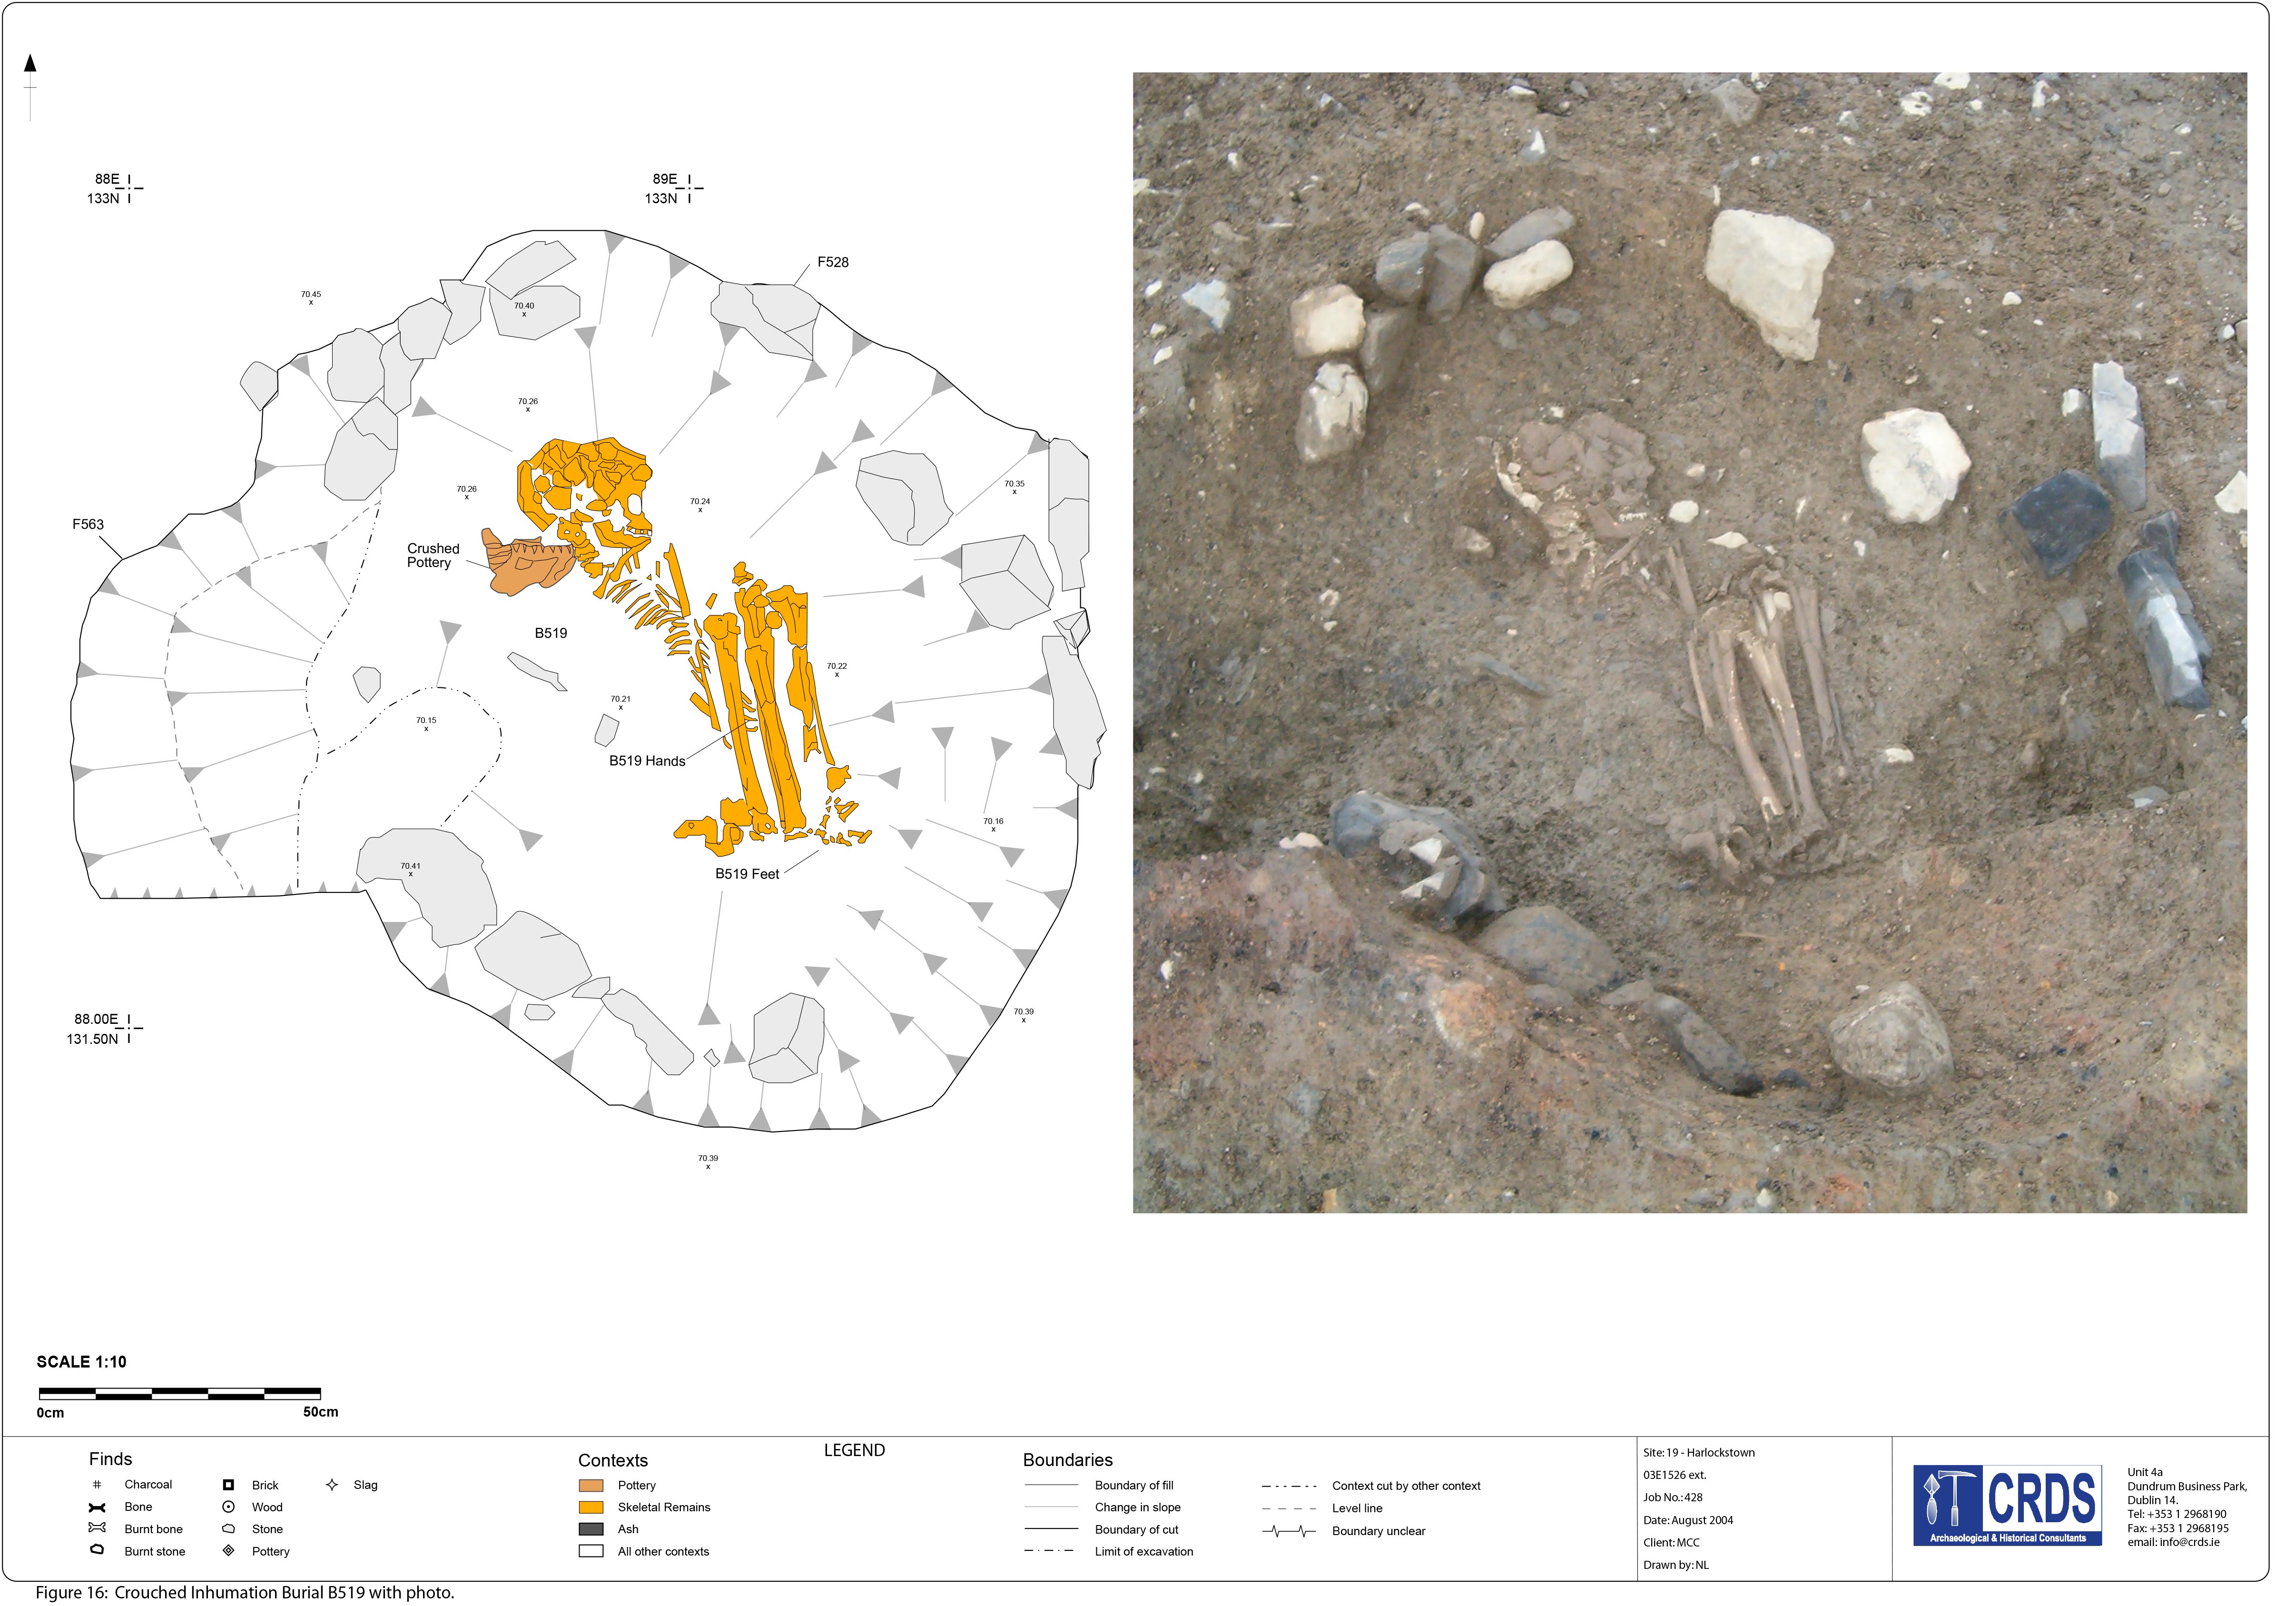 88E
133N
89E
133N
F528
70.45
x
70.40
x
70.26
x
70.26
x
70.24
x
70.35
x
F563
Crushed
Pottery
B519
70.22
x
70.21
x
70.15
x
B519 Hands
70.16
x
70.41
x
B519 Feet
88.00E
131.50N
70.39
x
70.39
x
SCALE 1:10
0cm 50cm
LEGEND
Finds
Charcoal
Bone
Burnt bone
Burnt stone
Brick
Wood
Stone
Pottery
Slag
Contexts
Pottery
Skeletal Remains
Ash
All other contexts
Boundaries
Boundary of fill
Change in slope
Boundary of cut
Limit of excavation
Context cut by other context
Level line
Boundary unclear
Site: 19 - Harlockstown
03E1526 ext.
Job No.: 428
Date: August 2004
Client: MCC
Drawn by: NL
CRDS
Archaeological & Historical Consultants
Unit 4a
Dundrum Business Park,
Dublin 14.
Tel: +353 1 2968190
Fax: +353 1 2968195
email: info@crds.ie
Figure 16: Crouched Inhumation Burial B519 with photo.